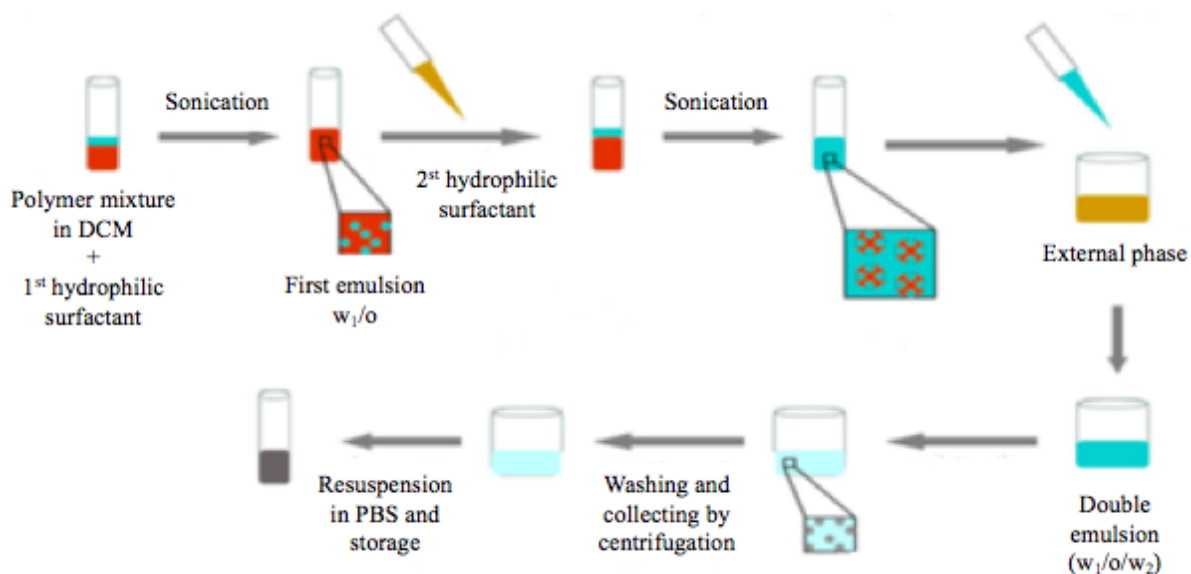 Sonication
Polymer mixture
in DCM
+
1st hydrophilic
surfactant
First emulsion
w1/o
2st hydrophilic
surfactant
Sonication
External phase
Double
emulsion
(w1/o/w2)
Washing and
collecting by
centrifugation
Resuspension
in PBS and
storage